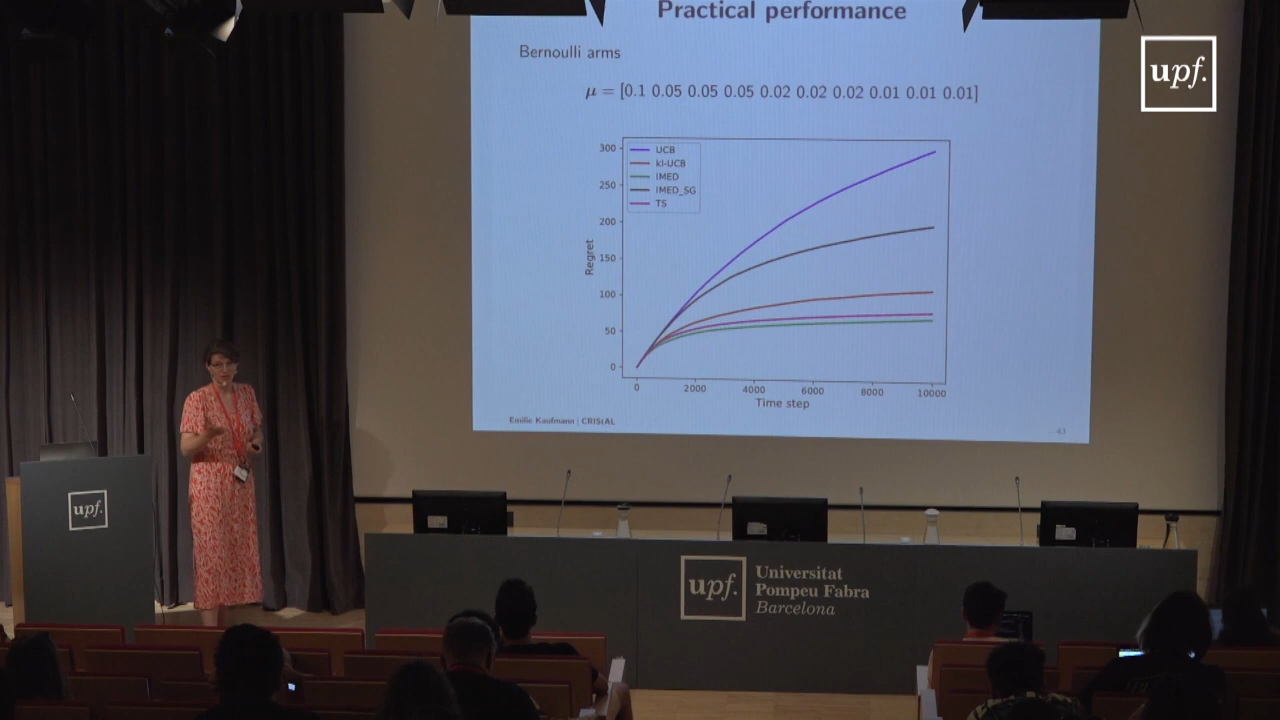 Practical performance
upf.
Bernoulli arms
μ = [0.1 0.05 0.05 0.05 0.02 0.02 0.02 0.01 0.01 0.01]
300
250
200
150
100
50
0
Regret
UCB
kl-UCB
IMED
IMED_SG
TS
0 2000 4000 6000 8000 10000
Time step
Emilie Kaufmann | CRIStAL
43
upf.
upf.
Universitat
Pompeu Fabra
Barcelona